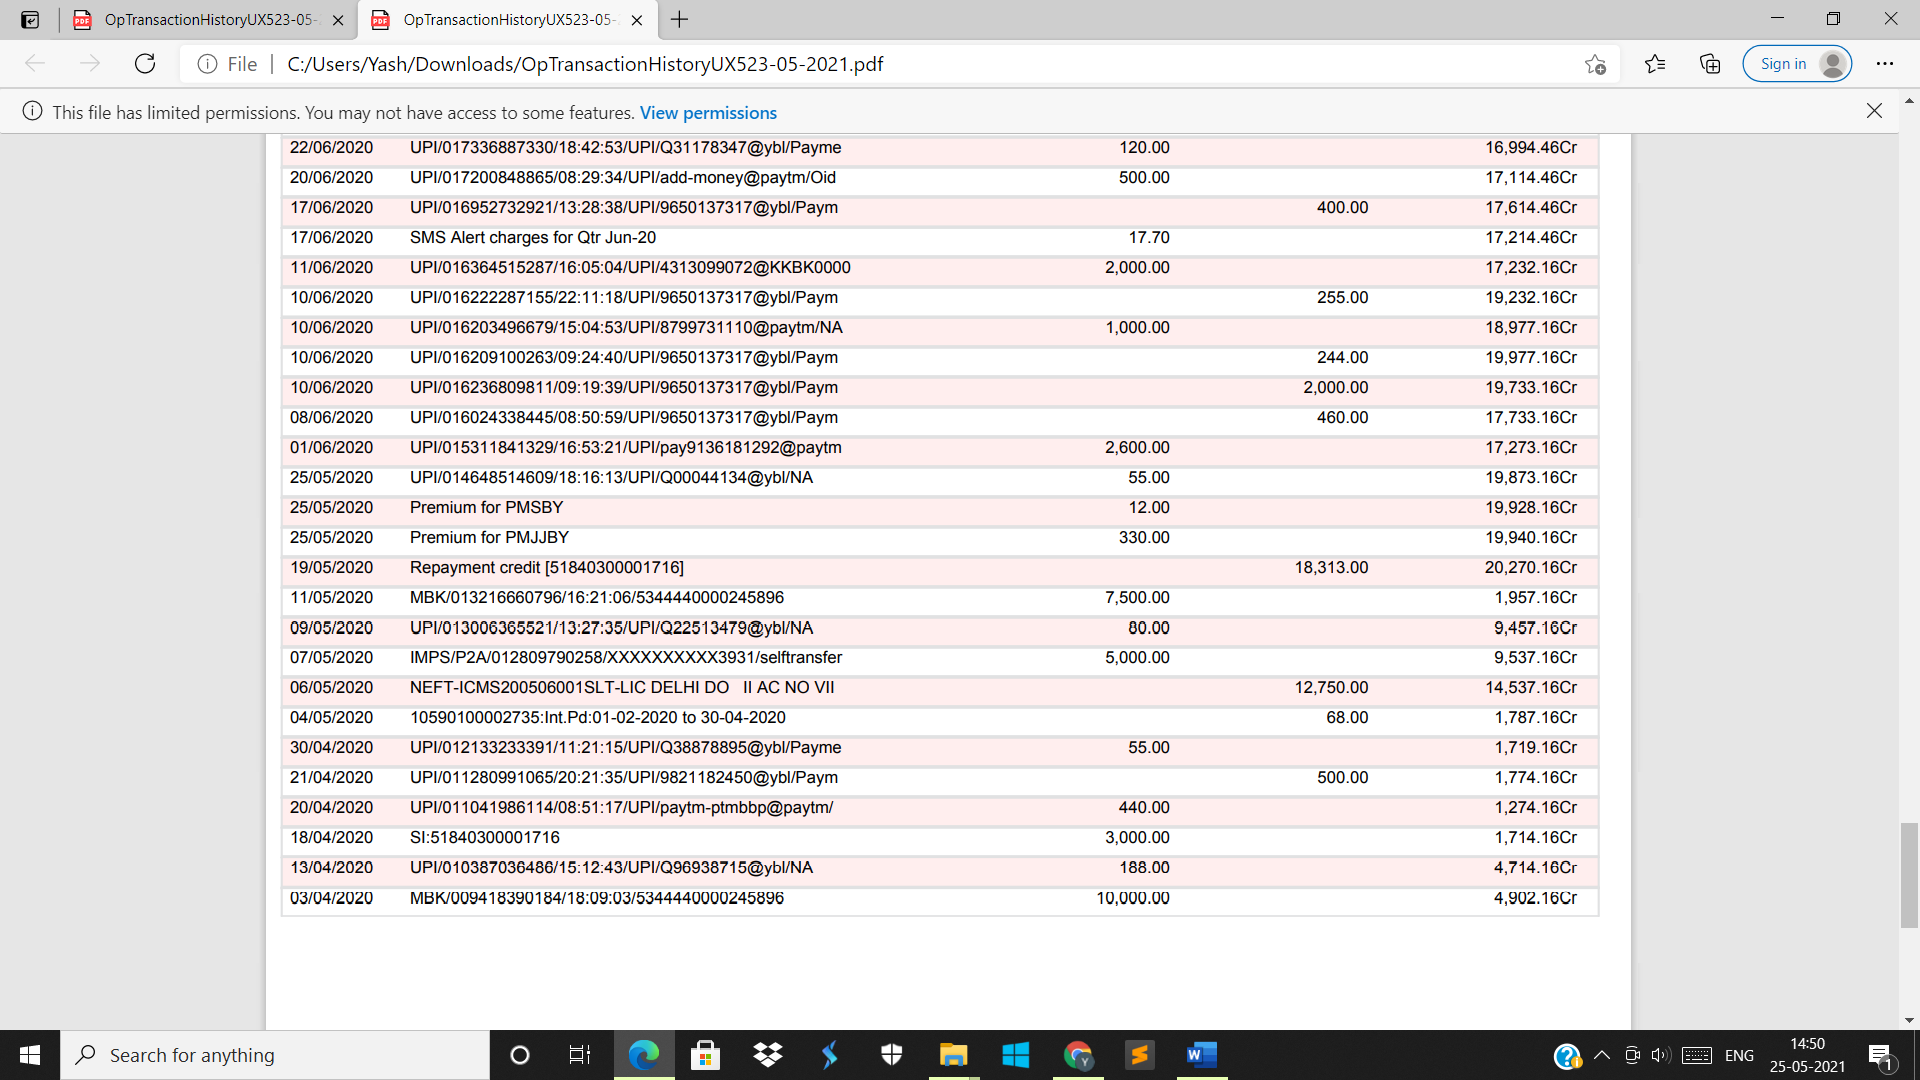 OpTransactionHistoryUX523-05-
OpTransactionHistoryUX523-05-
File | C:/Users/Yash/Downloads/OpTransactionHistoryUX523-05-2021.pdf
Sign in
This file has limited permissions. You may not have access to some features. View permissions
22/06/2020 UPI/017336887330/18:42:53/UPI/Q31178347@ybl/Payme 120.00 16,994.46Cr
20/06/2020 UPI/017200848865/08:29:34/UPI/add-money@paytm/Oid 500.00 17,114.46Cr
17/06/2020 UPI/016952732921/13:28:38/UPI/9650137317@ybl/Paym 400.00 17,614.46Cr
17/06/2020 SMS Alert charges for Qtr Jun-20 17.70 17,214.46Cr
11/06/2020 UPI/016364515287/16:05:04/UPI/4313099072@KKBK0000 2,000.00 17,232.16Cr
10/06/2020 UPI/016222287155/22:11:18/UPI/9650137317@ybl/Paym 255.00 19,232.16Cr
10/06/2020 UPI/016203496679/15:04:53/UPI/8799731110@paytm/NA 1,000.00 18,977.16Cr
10/06/2020 UPI/016209100263/09:24:40/UPI/9650137317@ybl/Paym 244.00 19,977.16Cr
10/06/2020 UPI/016236809811/09:19:39/UPI/9650137317@ybl/Paym 2,000.00 19,733.16Cr
08/06/2020 UPI/016024338445/08:50:59/UPI/9650137317@ybl/Paym 460.00 17,733.16Cr
01/06/2020 UPI/015311841329/16:53:21/UPI/pay9136181292@paytm 2,600.00 17,273.16Cr
25/05/2020 UPI/014648514609/18:16:13/UPI/Q00044134@ybl/NA 55.00 19,873.16Cr
25/05/2020 Premium for PMSBY 12.00 19,928.16Cr
25/05/2020 Premium for PMJJBY 330.00 19,940.16Cr
19/05/2020 Repayment credit [51840300001716] 18,313.00 20,270.16Cr
11/05/2020 MBK/013216660796/16:21:06/5344440000245896 7,500.00 1,957.16Cr
09/05/2020 UPI/013006365521/13:27:35/UPI/Q22513479@ybl/NA 80.00 9,457.16Cr
07/05/2020 IMPS/P2A/012809790258/XXXXXXXXXX3931/selftransfer 5,000.00 9,537.16Cr
06/05/2020 NEFT-ICMS200506001SLT-LIC DELHI DO II AC NO VII 12,750.00 14,537.16Cr
04/05/2020 10590100002735:Int.Pd:01-02-2020 to 30-04-2020 68.00 1,787.16Cr
30/04/2020 UPI/012133233391/11:21:15/UPI/Q38878895@ybl/Payme 55.00 1,719.16Cr
21/04/2020 UPI/011280991065/20:21:35/UPI/9821182450@ybl/Paym 500.00 1,774.16Cr
20/04/2020 UPI/011041986114/08:51:17/UPI/paytm-ptmbbp@paytm/ 440.00 1,274.16Cr
18/04/2020 SI:51840300001716 3,000.00 1,714.16Cr
13/04/2020 UPI/010387036486/15:12:43/UPI/Q96938715@ybl/NA 188.00 4,714.16Cr
03/04/2020 MBK/009418390184/18:09:03/5344440000245896 10,000.00 4,902.16Cr
Search for anything
ENG
14:50
25-05-2021
1